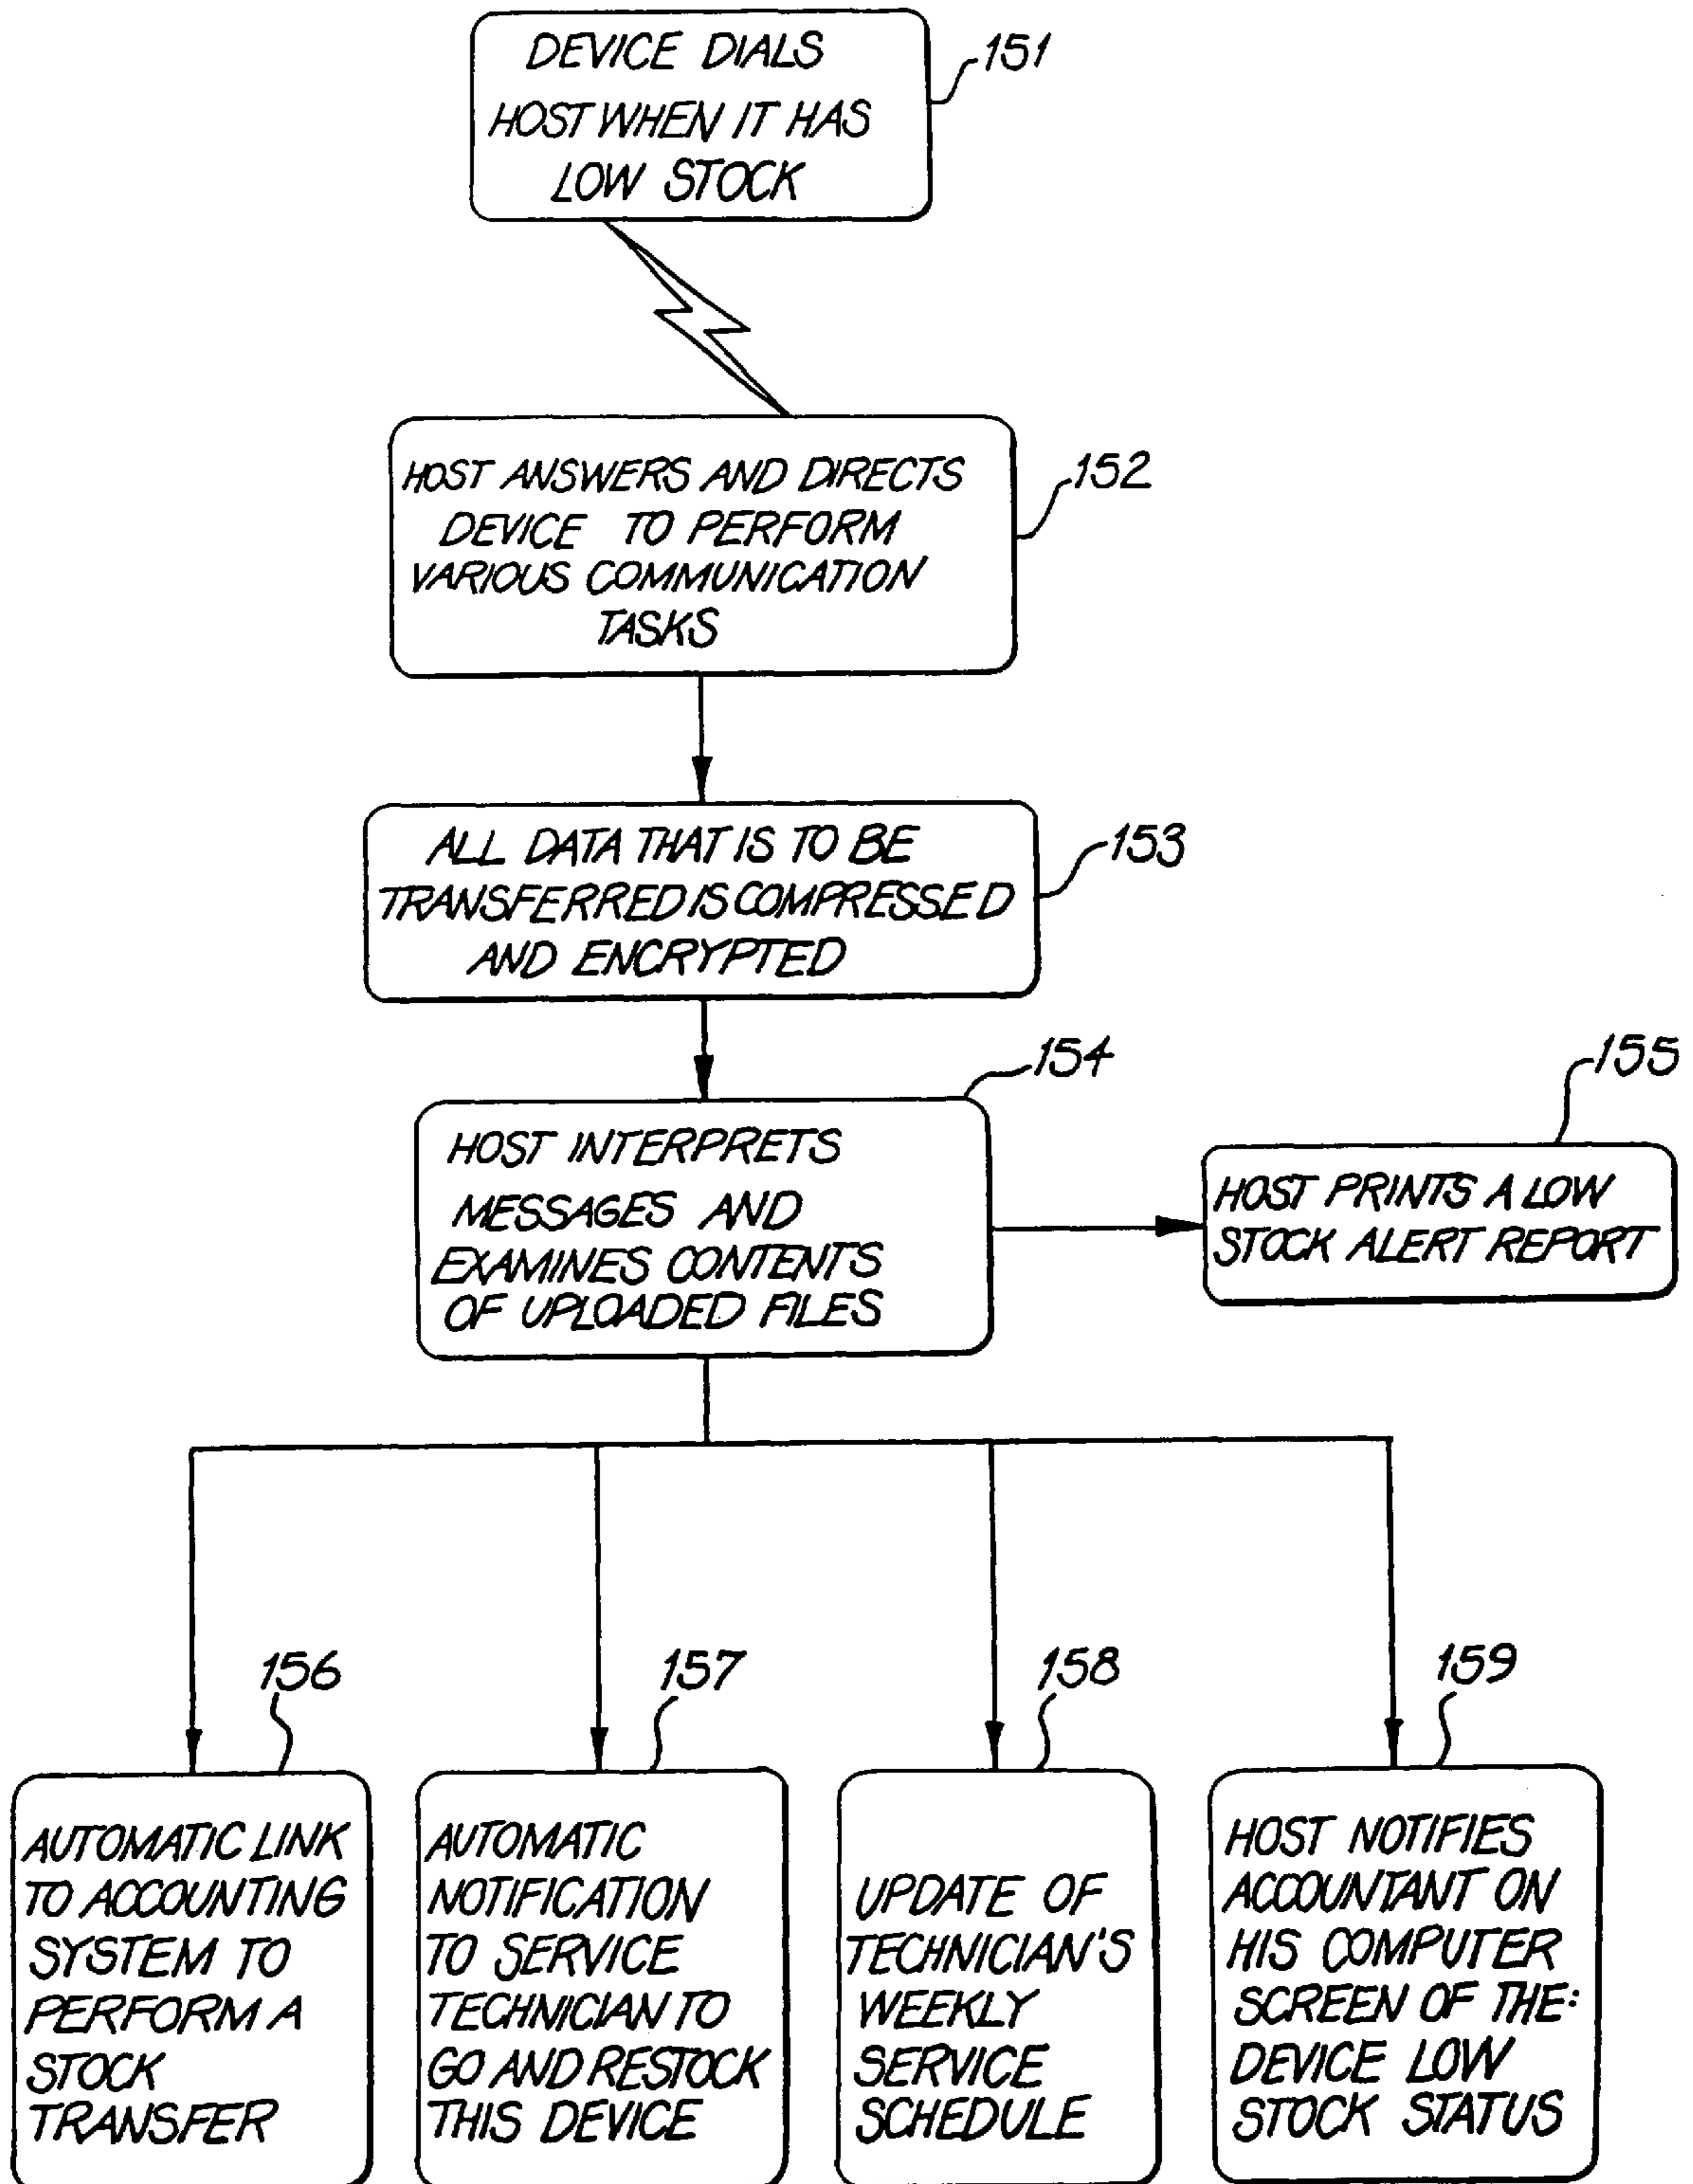 DEVICE DIALS
HOST WHEN IT HAS
LOW STOCK
151
HOST ANSWERS AND DIRECTS
DEVICE TO PERFORM
VARIOUS COMMUNICATION
TASKS
152
ALL DATA THAT IS TO BE
TRANSFERRED IS COMPRESSED
AND ENCRYPTED
153
154
HOST INTERPRETS
MESSAGES AND
EXAMINES CONTENTS
OF UPLOADED FILES
155
HOST PRINTS A LOW
STOCK ALERT REPORT
156
AUTOMATIC LINK
TO ACCOUNTING
SYSTEM TO
PERFORM A
STOCK
TRANSFER
157
AUTOMATIC
NOTIFICATION
TO SERVICE
TECHNICIAN TO
GO AND RESTOCK
THIS DEVICE
158
UPDATE OF
TECHNICIAN'S
WEEKLY
SERVICE
SCHEDULE
159
HOST NOTIFIES
ACCOUNTANT ON
HIS COMPUTER
SCREEN OF THE:
DEVICE LOW
STOCK STATUS